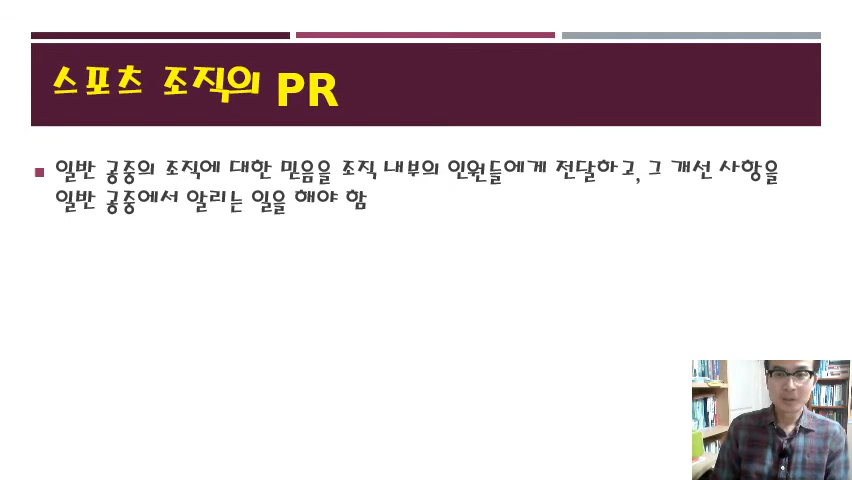 스포츠 조직의 PR
일반 공중의 조직에 대한 믿음을 조직 내부의 인원들에게 전달하고, 그 개선 사항을
일반 공중에서 알리는 일을 해야 함